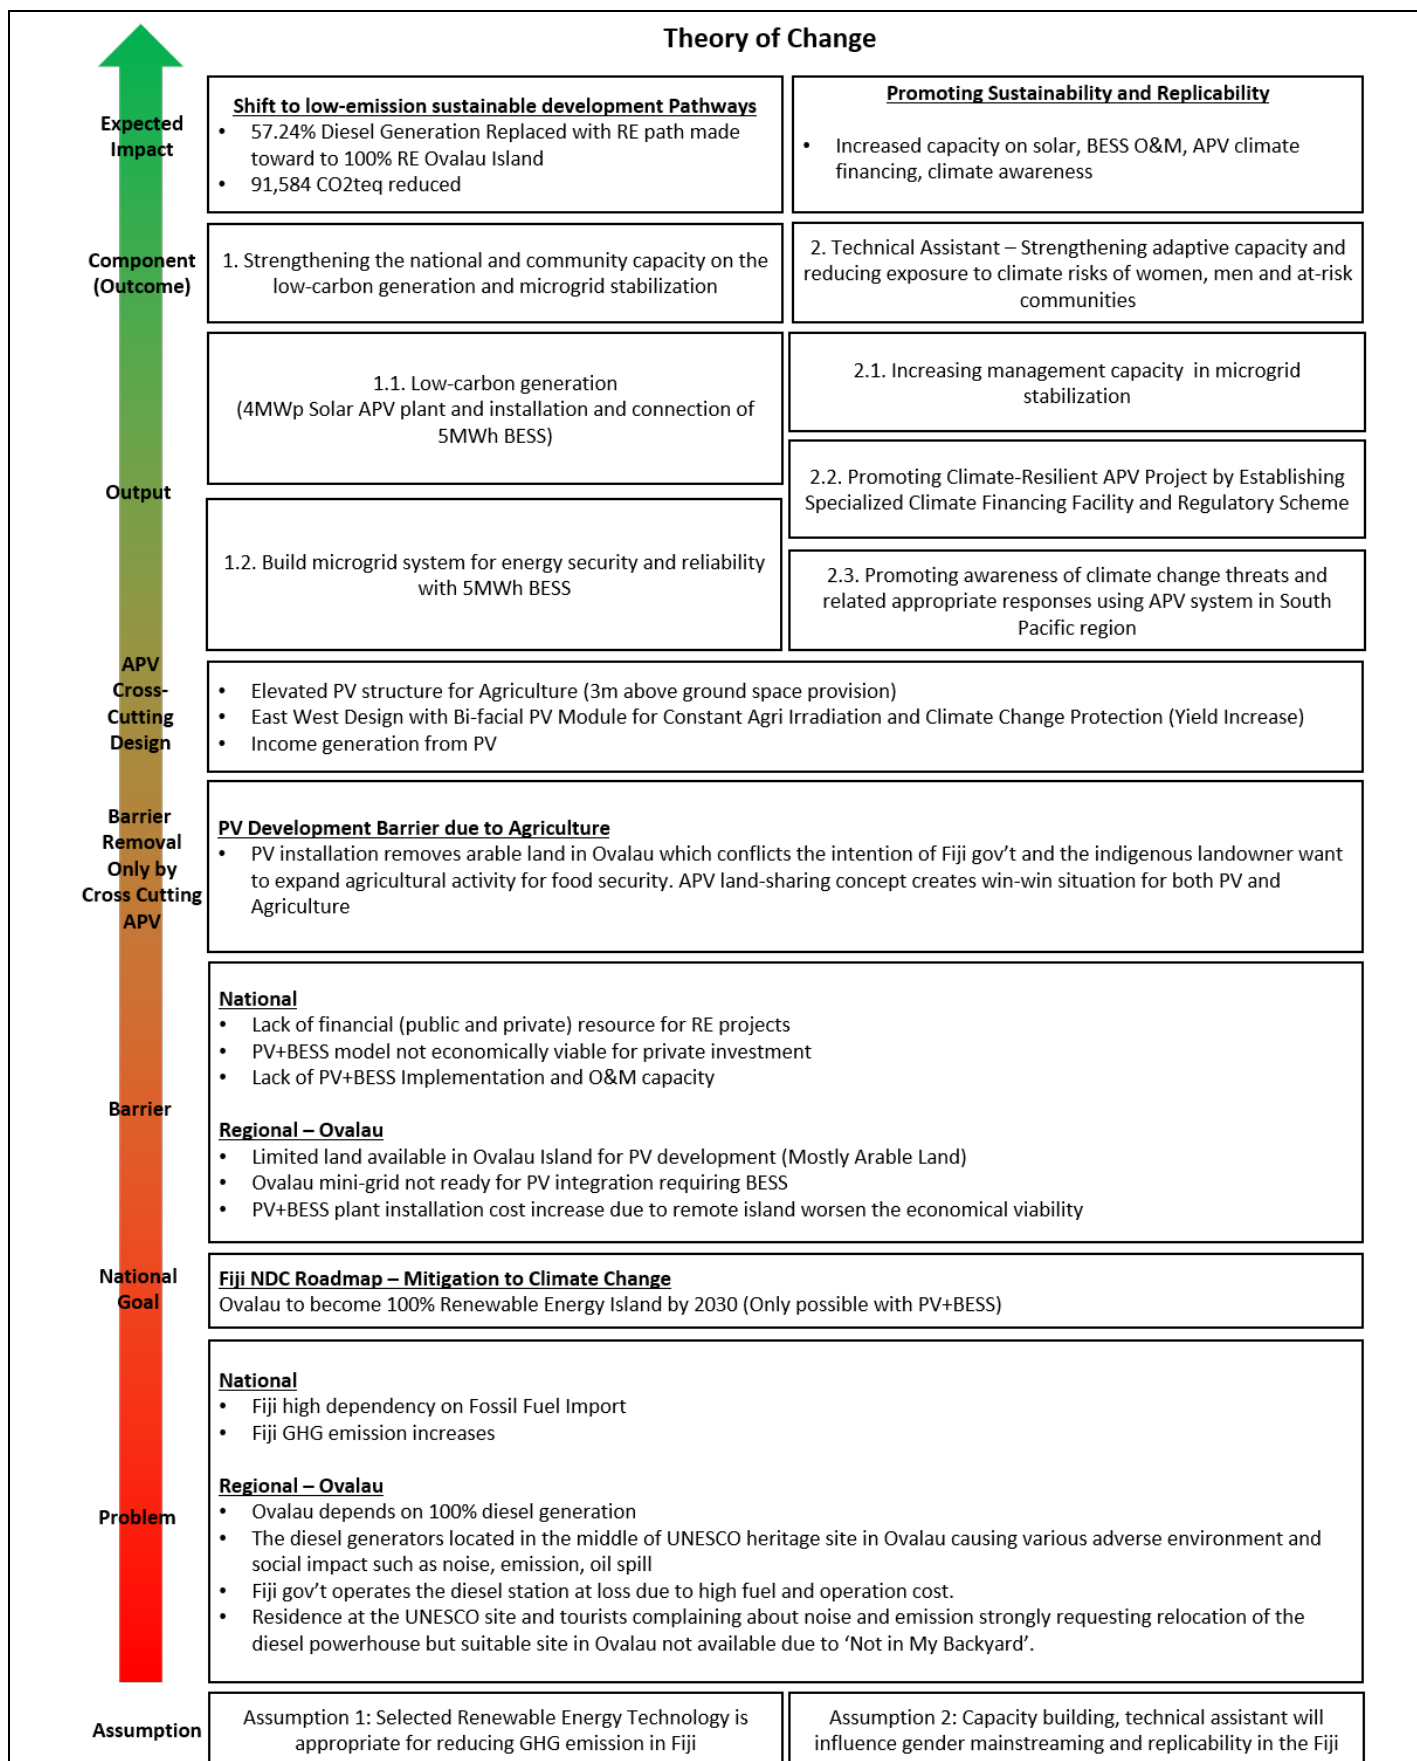 Theory of Change
Expected
Impact
Shift to low-emission sustainable development Pathways
• 57.24% Diesel Generation Replaced with RE path made
toward to 100% RE Ovalau Island
• 91,584 CO2teq reduced
Promoting Sustainability and Replicability
• Increased capacity on solar, BESS O&M, APV climate
financing, climate awareness
Component
(Outcome)
1. Strengthening the national and community capacity on the
low-carbon generation and microgrid stabilization
2. Technical Assistant – Strengthening adaptive capacity and
reducing exposure to climate risks of women, men and at-risk
communities
Output
1.1. Low-carbon generation
(4MWp Solar APV plant and installation and connection of
5MWh BESS)
1.2. Build microgrid system for energy security and reliability
with 5MWh BESS
2.1. Increasing management capacity in microgrid
stabilization
2.2. Promoting Climate-Resilient APV Project by Establishing
Specialized Climate Financing Facility and Regulatory Scheme
2.3. Promoting awareness of climate change threats and
related appropriate responses using APV system in South
Pacific region
APV
Cross-
Cutting
Design
• Elevated PV structure for Agriculture (3m above ground space provision)
• East West Design with Bi-facial PV Module for Constant Agri Irradiation and Climate Change Protection (Yield Increase)
• Income generation from PV
Barrier
Removal
Only by
Cross Cutting
APV
PV Development Barrier due to Agriculture
• PV installation removes arable land in Ovalau which conflicts the intention of Fiji gov't and the indigenous landowner want
to expand agricultural activity for food security. APV land-sharing concept creates win-win situation for both PV and
Agriculture
Barrier
National
• Lack of financial (public and private) resource for RE projects
• PV+BESS model not economically viable for private investment
• Lack of PV+BESS Implementation and O&M capacity
Regional – Ovalau
• Limited land available in Ovalau Island for PV development (Mostly Arable Land)
• Ovalau mini-grid not ready for PV integration requiring BESS
• PV+BESS plant installation cost increase due to remote island worsen the economical viability
National
Goal
Fiji NDC Roadmap – Mitigation to Climate Change
Ovalau to become 100% Renewable Energy Island by 2030 (Only possible with PV+BESS)
Problem
National
• Fiji high dependency on Fossil Fuel Import
• Fiji GHG emission increases
Regional – Ovalau
• Ovalau depends on 100% diesel generation
• The diesel generators located in the middle of UNESCO heritage site in Ovalau causing various adverse environment and
social impact such as noise, emission, oil spill
• Fiji gov't operates the diesel station at loss due to high fuel and operation cost.
• Residence at the UNESCO site and tourists complaining about noise and emission strongly requesting relocation of the
diesel powerhouse but suitable site in Ovalau not available due to 'Not in My Backyard'.
Assumption
Assumption 1: Selected Renewable Energy Technology is
appropriate for reducing GHG emission in Fiji
Assumption 2: Capacity building, technical assistant will
influence gender mainstreaming and replicability in the Fiji